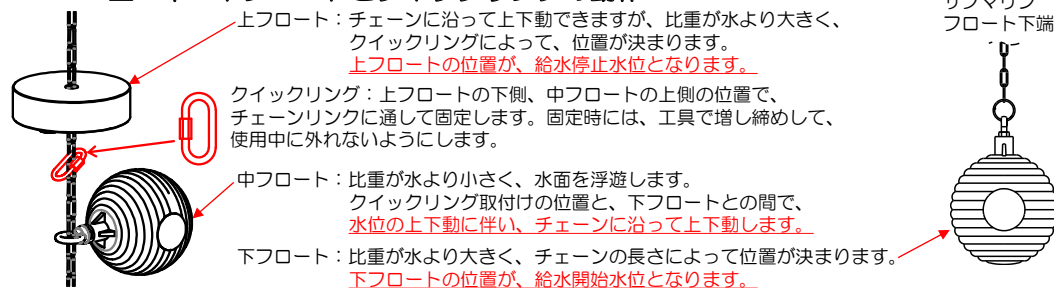 上フロート：チェーンに沿って上下動できますが、比重が水より大きく、
クイックリングによって、位置が決まります。
上フロートの位置が、給水停止水位となります。
クイックリング：上フロートの下側、中フロートの上側の位置で、
チェーンリンクに通して固定します。固定時には、工具で増し締めして、
使用中に外れないようにします。
中フロート：比重が水より小さく、水面を浮遊します。
クイックリング取付けの位置と、下フロートとの間で、
水位の上下動に伴い、チェーンに沿って上下動します。
下フロート：比重が水より大きく、チェーンの長さによって位置が決まります。
下フロートの位置が、給水開始水位となります。
フロート下端